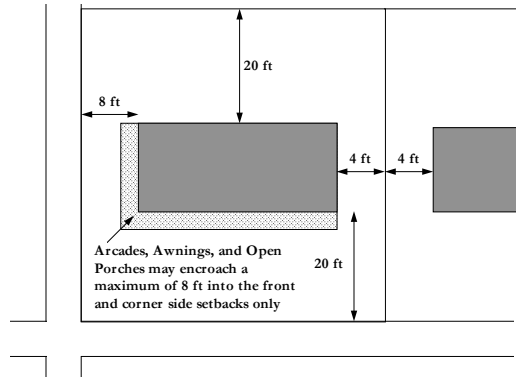 20 ft
8 ft
4 ft
4 ft
Arcades, Awnings, and Open
Porches may encroach a
maximum of 8 ft into the front
and corner side setbacks only
20 ft